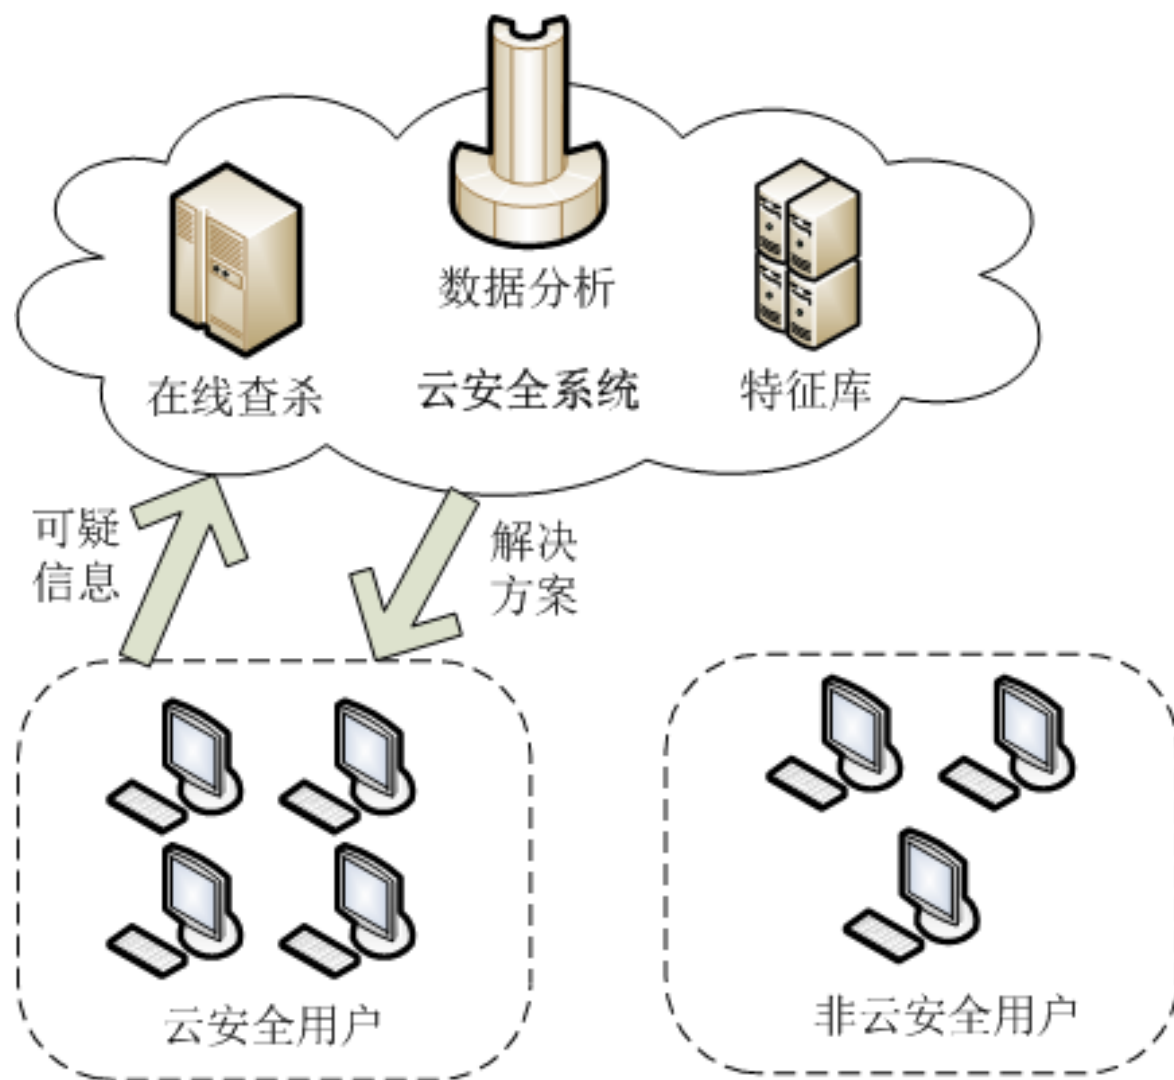 数据分析
在线查杀
云安全系统
特征库
可疑
信息
解决
方案
云安全用户
非云安全用户